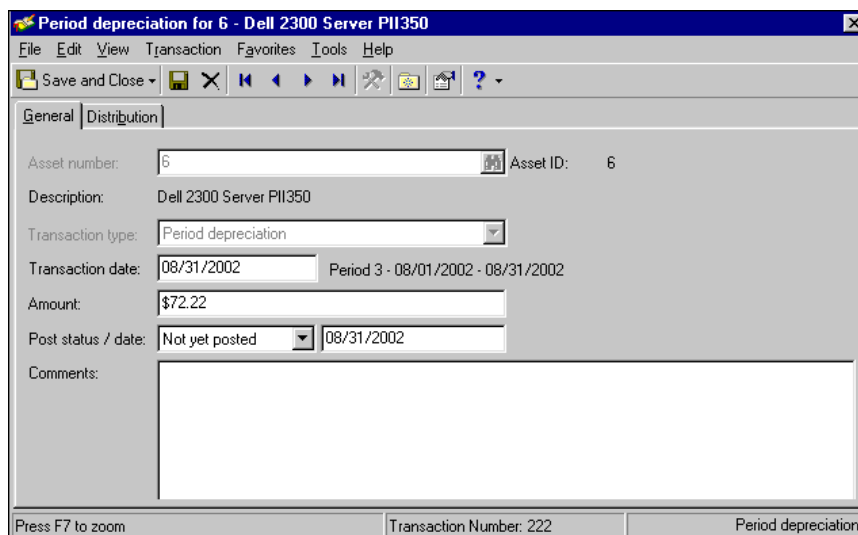 Period depreciation for 6 - Dell 2300 Server PII350
File Edit View Transaction Favorites Tools Help
Save and Close
General Distribution
Asset number: 6 Asset ID: 6
Description: Dell 2300 Server PII350
Transaction type: Period depreciation
Transaction date: 08/31/2002 Period 3 - 08/01/2002 - 08/31/2002
Amount: $72.22
Post status / date: Not yet posted 08/31/2002
Comments:
Press F7 to zoom Transaction Number: 222 Period depreciation